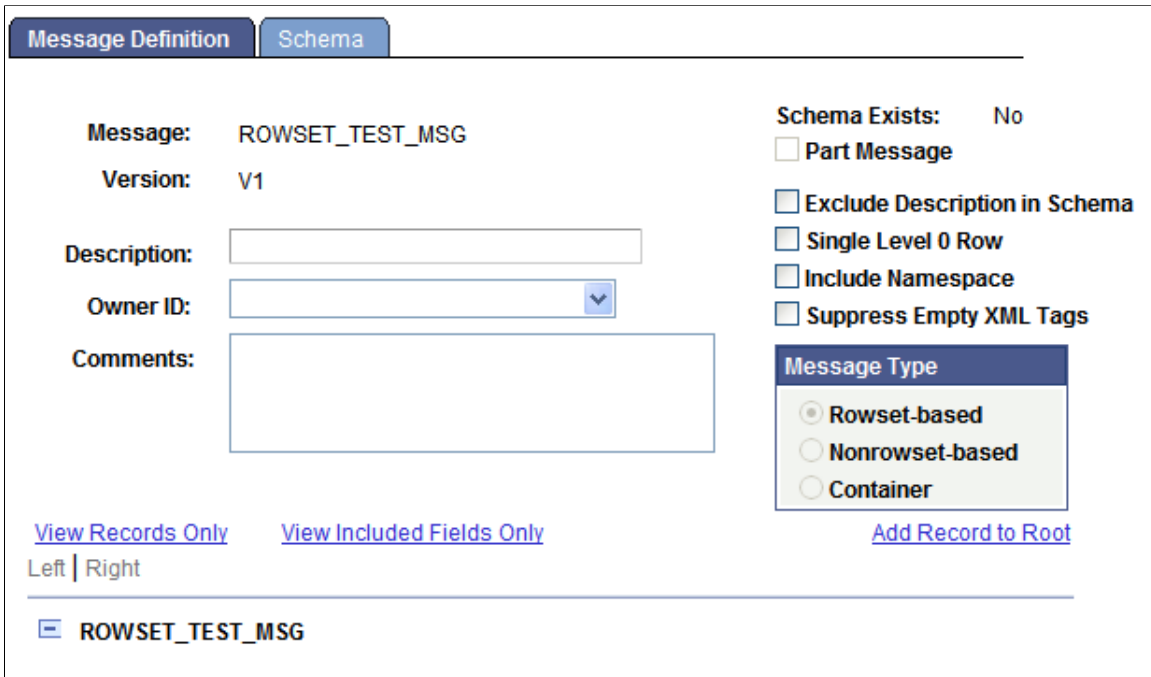 Message Definition Schema
Schema Exists: No
Message: ROWSET_TEST_MSG
Part Message
Version: V1
Exclude Description in Schema
Description:
Single Level 0 Row
Include Namespace
Owner ID:
Suppress Empty XML Tags
Comments:
Message Type
Rowset-based
Nonrowset-based
Container
View Records Only View Included Fields Only Add Record to Root
Left | Right
ROWSET_TEST_MSG